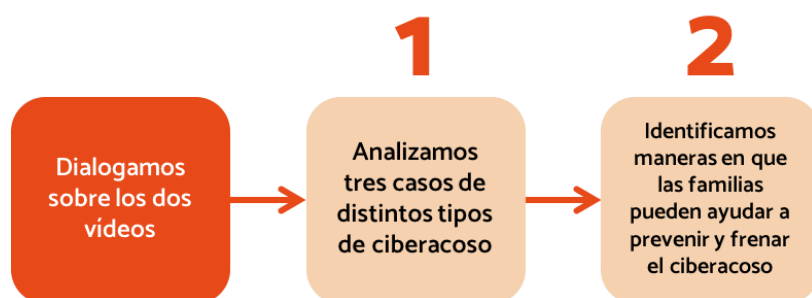 1
2
Dialogamos
sobre los dos
vídeos
Analizamos
tres casos de
distintos tipos
de ciberacoso
Identificamos
maneras en que
las familias
pueden ayudar a
prevenir y frenar
el ciberacoso